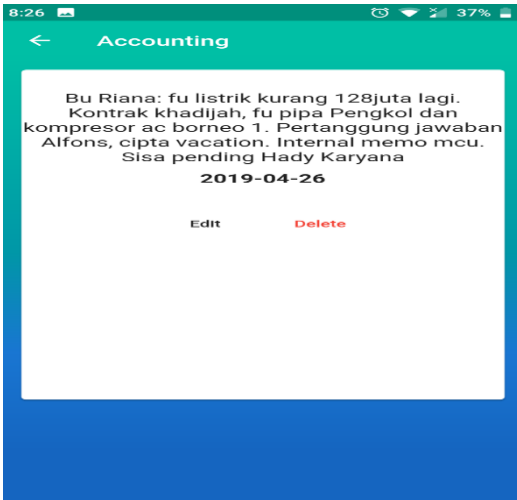 8:26 37%
Accounting
Bu Riana: fu listrik kurang 128juta lagi.
Kontrak khadijah, fu pipa Pengkol dan
kompresor ac borneo 1. Pertanggung jawaban
Alfons, cipta vacation. Internal memo mcu.
Sisa pending Hady Karyana
2019-04-26
Edit Delete